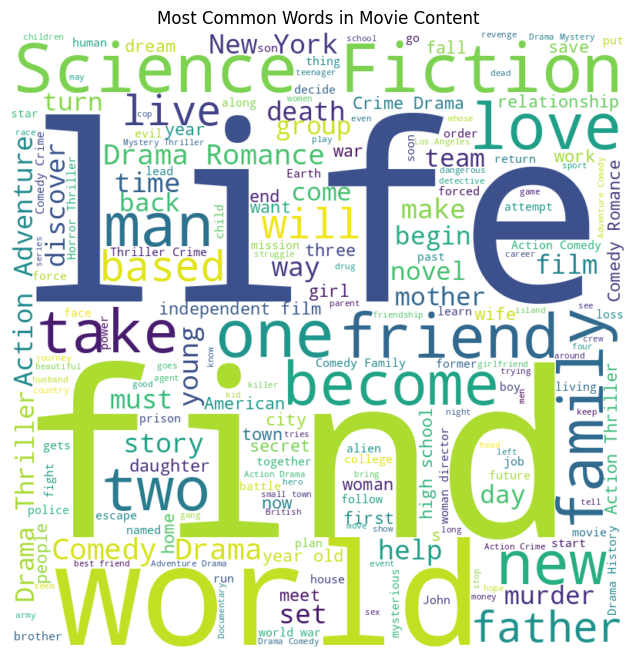 Most Common Words in Movie Content
children
human
dream
New York
son
school
go
fall
revenge
Drama Mystery
save
put
thing
teenager
decide
dead
may
Science Fiction
turn
live
death
Crime Drama
relationship
along
women
even
whose
star
cop
year
group
love
evil
race
Mystery Thriller
play
Los Angeles
Drama Romance
lead
war
team
soon
order
return
work
Earth
dangerous
detective
forced
game
sport
Comedy Crime
Horror Thriller
discover
time
come
make
life
man
will
end
want
back
child
mission
struggle
three
begin
past
attempt
Action Comedy
career
series
Thriller Crime
force
based
way
drug
novel
film
Adventure Comedy
Comedy Romance
girl
parent
mother
independent film
learn
wife
island
loss
face
power
take
one
friend
friendship
see
crew
four
around
Action Adventure
young
know
journey
beautiful
husband
country
goes
agent
good
kid
killer
Comedy Family
former
girlfriend
trying
boy
men
living
keep
must
American
become
family
Action Thriller
prison
story
city
town
tries
secret
night
head
left
job
gets
find
two
daughter
alien
together
college
bring
high school
woman director
day
future
tell
fight
Action Drama
hero
battle
woman
police
escape
small town
now
follow
first
long
named
gang
British
move
show
s
movie
Drama Thriller
people
home
Comedy Drama
year old
plan
help
start
Action Crime
Drama History
seem
best friend
Adventure Drama
event
stop
hope
new
world
run
house
meet
mysterious
John
money
murder
army
Documentary
set
sex
brother
world war
Drama Comedy
father